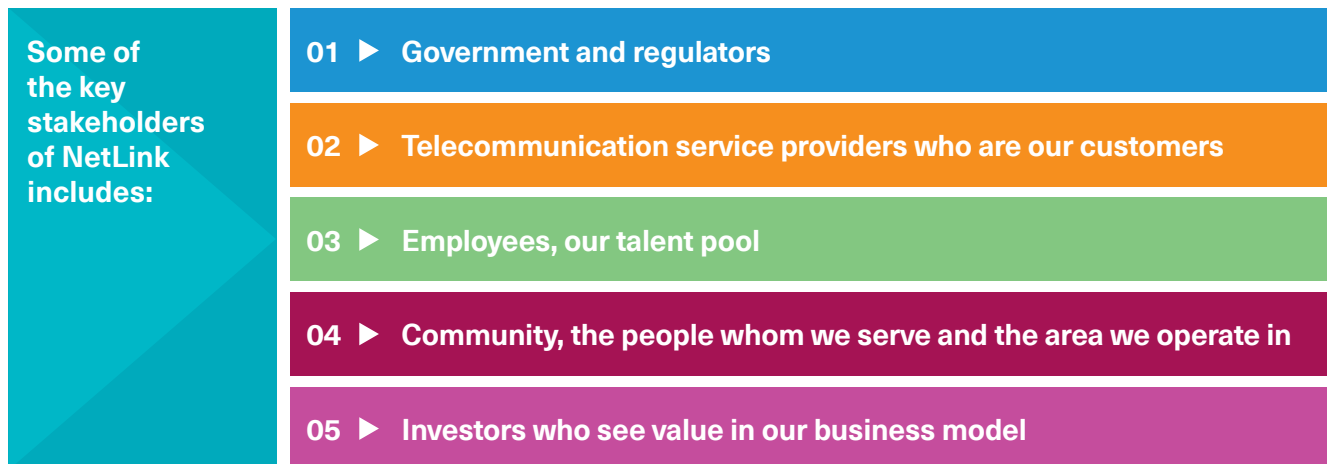 Some of
the key
stakeholders
of NetLink
includes:
01 ▶ Government and regulators
02 ▶ Telecommunication service providers who are our customers
03 ▶ Employees, our talent pool
04 ▶ Community, the people whom we serve and the area we operate in
05 ▶ Investors who see value in our business model